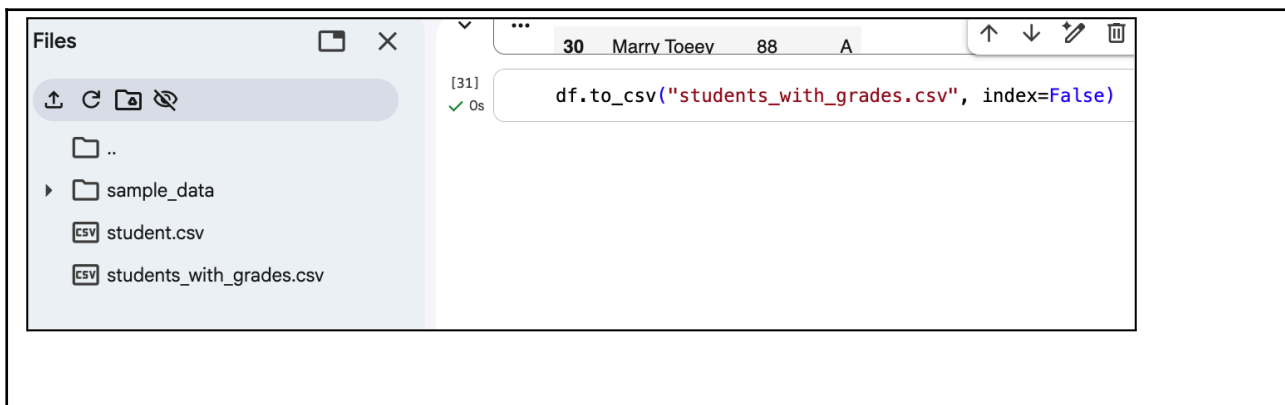 Files
..
sample_data
student.csv
students_with_grades.csv
30 Marry Toeey 88 A
[31]
0s
df.to_csv("students_with_grades.csv", index=False)